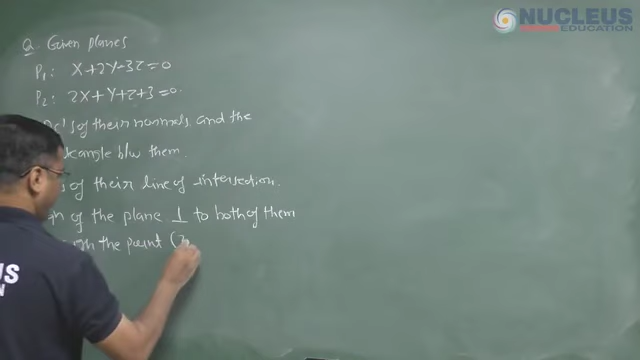 NUCLEUS
EDUCATION
Q. Given planes
P₁: X+2Y-3Z=0
P₂: 2X+Y+Z+3=0.
DC's of their normals and the
angle b/w them.
of their line of intersection.
of the plane ⊥ to both of them
the point (